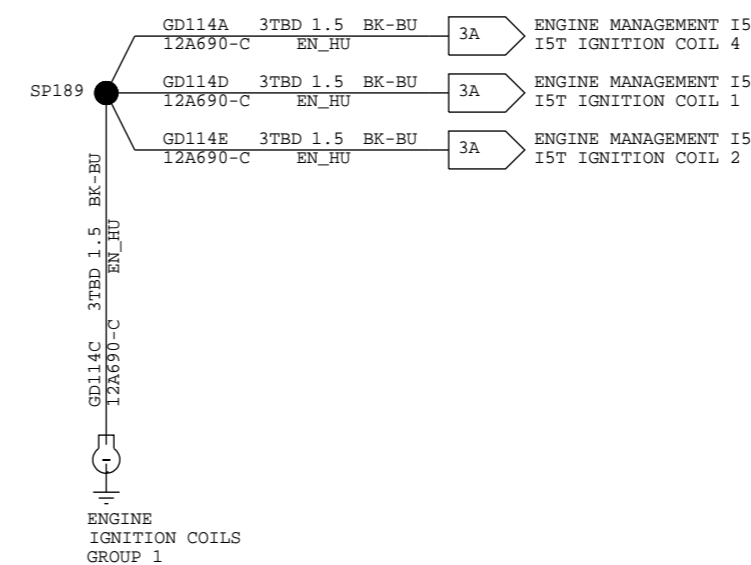 GD114A 3TBD 1.5 BK-BU
12A690-C EN_HU
3A
ENGINE MANAGEMENT I5
I5T IGNITION COIL 4
SP189
GD114D 3TBD 1.5 BK-BU
12A690-C EN_HU
3A
ENGINE MANAGEMENT I5
I5T IGNITION COIL 1
GD114E 3TBD 1.5 BK-BU
12A690-C EN_HU
3A
ENGINE MANAGEMENT I5
I5T IGNITION COIL 2
GD114C 3TBD 1.5 BK-BU
12A690-C EN_HU
ENGINE
IGNITION COILS
GROUP 1